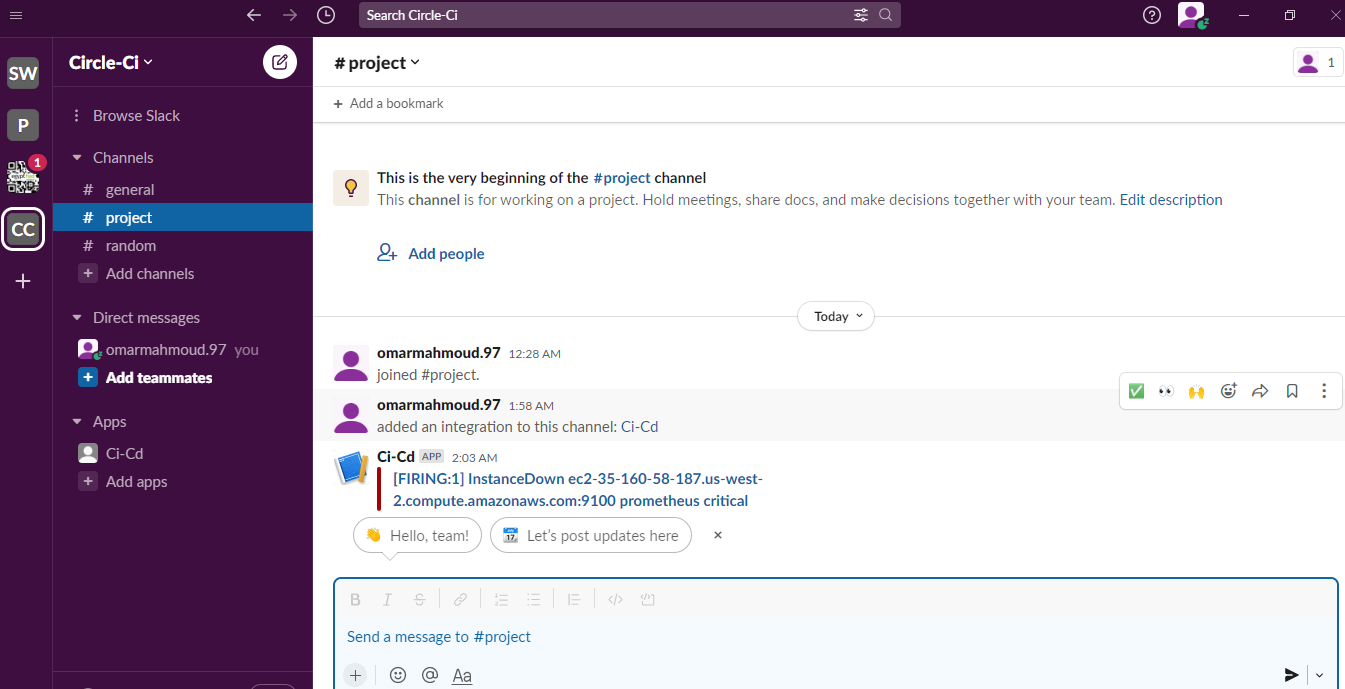 Search Circle-Ci
SW
P
1
CC
Circle-Ci
Browse Slack
Channels
# general
# project
# random
+ Add channels
Direct messages
omarmahmoud.97 you
+ Add teammates
Apps
Ci-Cd
+ Add apps
# project
1
+ Add a bookmark
This is the very beginning of the #project channel
This channel is for working on a project. Hold meetings, share docs, and make decisions together with your team. Edit description
Add people
Today
omarmahmoud.97 12:28 AM
joined #project.
omarmahmoud.97 1:58 AM
added an integration to this channel: Ci-Cd
Ci-Cd APP 2:03 AM
[FIRING:1] InstanceDown ec2-35-160-58-187.us-west-
2.compute.amazonaws.com:9100 prometheus critical
Hello, team!
Let's post updates here
B I S
Send a message to #project
+ @ Aa